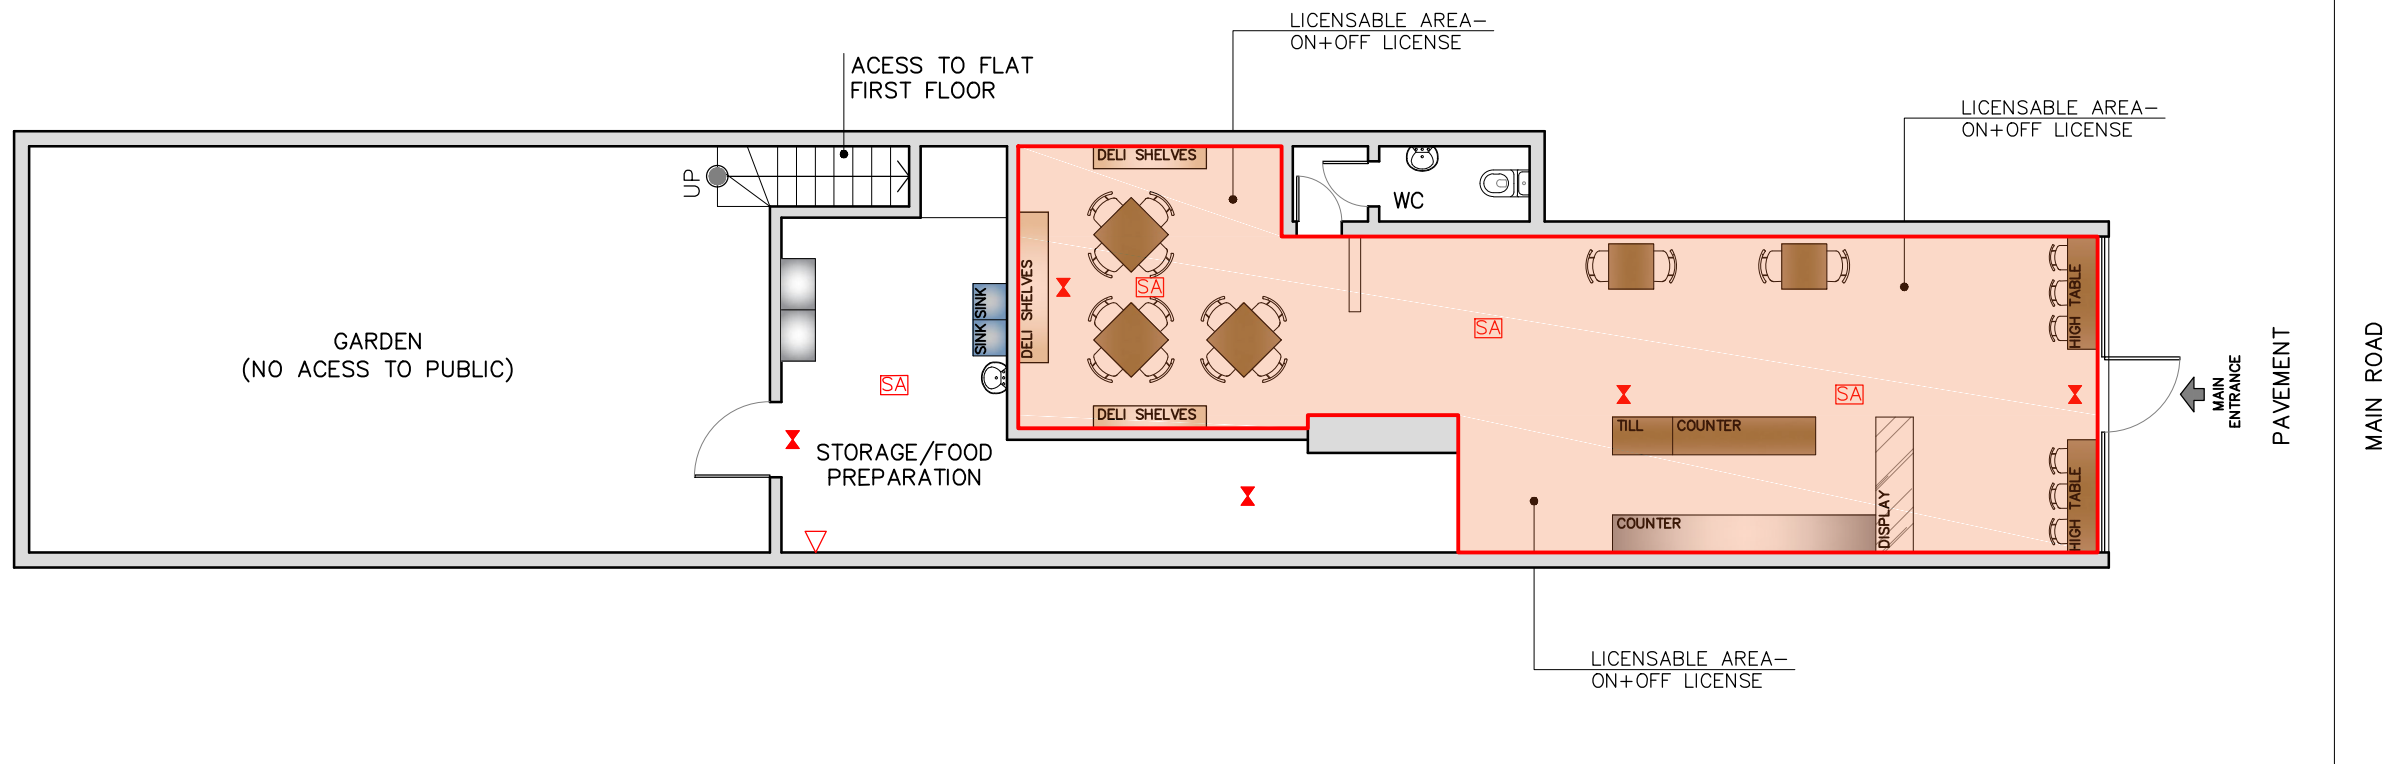 LICENSABLE AREA-
ON+OFF LICENSE
ACESS TO FLAT
FIRST FLOOR
LICENSABLE AREA-
ON+OFF LICENSE
DELI SHELVES
UP
WC
GARDEN
(NO ACESS TO PUBLIC)
SINK
SINK
DELI SHELVES
SA
SA
SA
SA
HIGH TABLE
MAIN
ENTRANCE
PAVEMENT
MAIN ROAD
DELI SHELVES
TILL
COUNTER
STORAGE/FOOD
PREPARATION
COUNTER
DISPLAY
HIGH TABLE
LICENSABLE AREA-
ON+OFF LICENSE